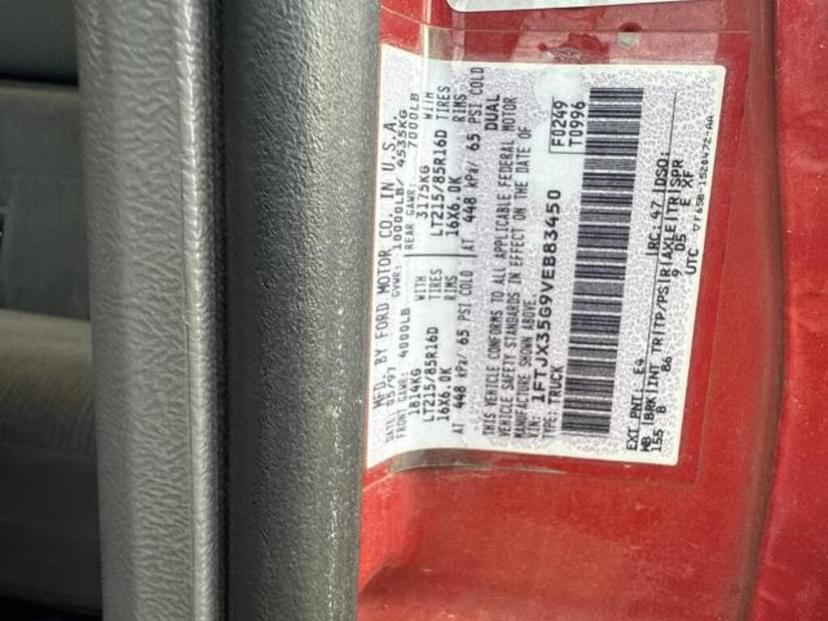 MFD. BY FORD MOTOR CO. IN U.S.A.
DATE: 05/97 GVWR: 10000LB/ 4535KG
FRONT GAWR: 4000LB REAR GAWR: 7000LB
1814KG WITH 3175KG WITH
LT215/85R16D TIRES LT215/85R16D TIRES
16X6.0K RIMS 16X6.0K RIMS
AT 448 kPa/ 65 PSI COLD AT 448 kPa/ 65 PSI COLD
DUAL
THIS VEHICLE CONFORMS TO ALL APPLICABLE FEDERAL MOTOR
VEHICLE SAFETY STANDARDS IN EFFECT ON THE DATE OF
MANUFACTURE SHOWN ABOVE.
VIN: 1FTJX35G9VEB83450
TYPE: TRUCK
F0249
T0996
EXT PNT: E4 RC: 47 DSO:
WB BRK INT TR TP/PS R AXLE TR SPR
155 8 86 9 05 E XF
UTC